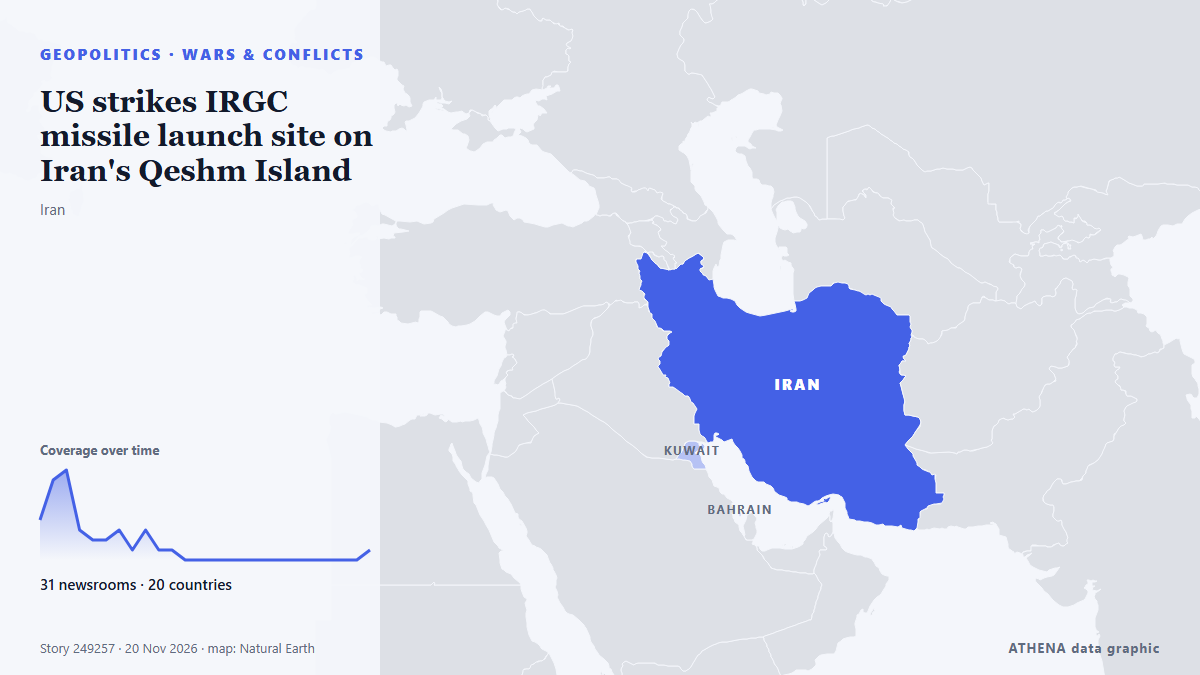 GEOPOLITICS · WARS & CONFLICTS
US strikes IRGC
missile launch site on
Iran's Qeshm Island
Iran
IRAN
KUWAIT
BAHRAIN
Coverage over time
31 newsrooms · 20 countries
Story 249257 · 20 Nov 2026 · map: Natural Earth
ATHENA data graphic